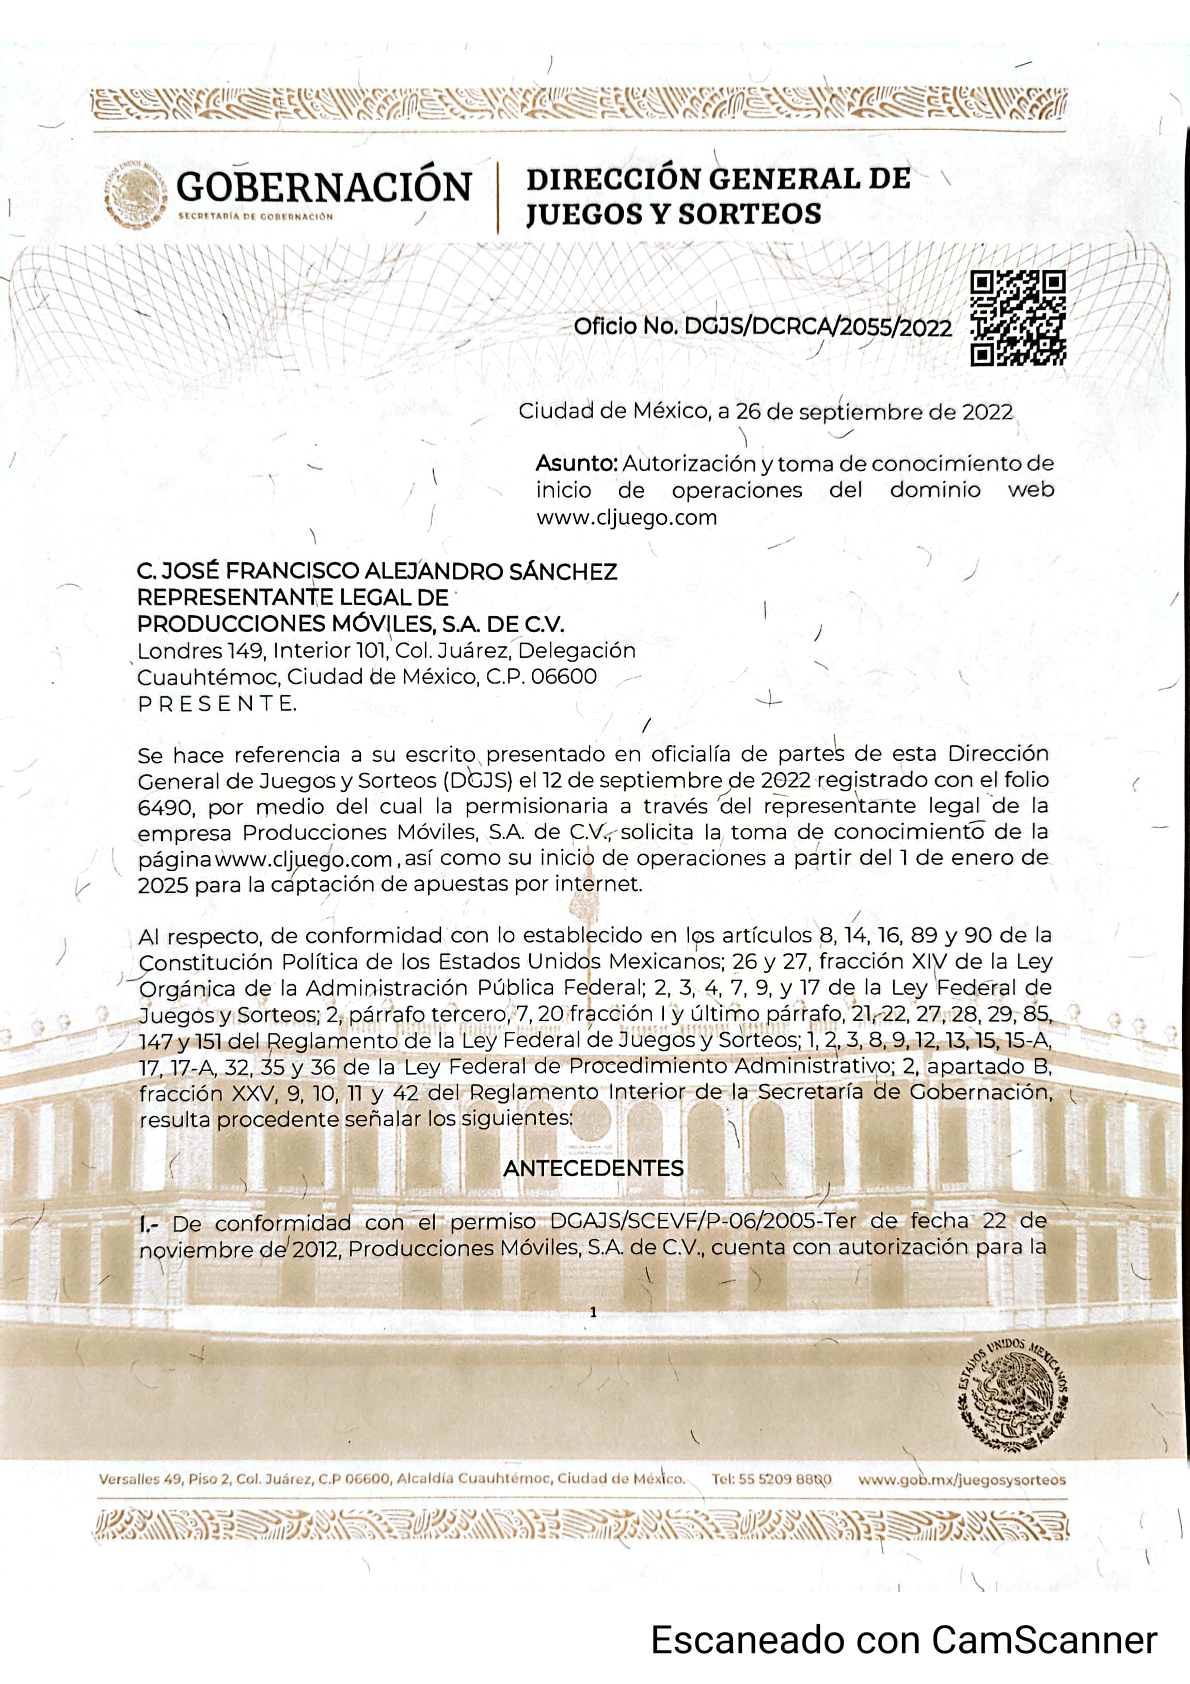 GOBERNACIÓN
SECRETARÍA DE GOBERNACIÓN
DIRECCIÓN GENERAL DE
JUEGOS Y SORTEOS
Oficio No. DGJS/DCRCA/2055/2022
Ciudad de México, a 26 de septiembre de 2022
Asunto: Autorización y toma de conocimiento de
inicio de operaciones del dominio web
www.cljuego.com
C. JOSÉ FRANCISCO ALEJANDRO SÁNCHEZ
REPRESENTANTE LEGAL DE
PRODUCCIONES MÓVILES, S.A. DE C.V.
Londres 149, Interior 101, Col. Juárez, Delegación
Cuauhtémoc, Ciudad de México, C.P. 06600
P R E S E N T E.
Se hace referencia a su escrito presentado en oficialía de partes de esta Dirección
General de Juegos y Sorteos (DGJS) el 12 de septiembre de 2022 registrado con el folio
6490, por medio del cual la permisionaria a través del representante legal de la
empresa Producciones Móviles, S.A. de C.V., solicita la toma de conocimiento de la
página www.cljuego.com , así como su inicio de operaciones a partir del 1 de enero de
2025 para la captación de apuestas por internet.
Al respecto, de conformidad con lo establecido en los artículos 8, 14, 16, 89 y 90 de la
Constitución Política de los Estados Unidos Mexicanos; 26 y 27, fracción XIV de la Ley
Orgánica de la Administración Pública Federal; 2, 3, 4, 7, 9, y 17 de la Ley Federal de
Juegos y Sorteos; 2, párrafo tercero, 7, 20 fracción I y último párrafo, 21, 22, 27, 28, 29, 85,
147 y 151 del Reglamento de la Ley Federal de Juegos y Sorteos; 1, 2, 3, 8, 9, 12, 13, 15, 15-A,
17, 17-A, 32, 35 y 36 de la Ley Federal de Procedimiento Administrativo; 2, apartado B,
fracción XXV, 9, 10, 11 y 42 del Reglamento Interior de la Secretaría de Gobernación,
resulta procedente señalar los siguientes:
ANTECEDENTES
I.- De conformidad con el permiso DGAJS/SCEVF/P-06/2005-Ter de fecha 22 de
noviembre de 2012, Producciones Móviles, S.A. de C.V., cuenta con autorización para la
1
ESTADOS UNIDOS MEXICANOS
Versalles 49, Piso 2, Col. Juárez, C.P 06600, Alcaldía Cuauhtémoc, Ciudad de México. Tel: 55 5209 8800 www.gob.mx/juegosysorteos
Escaneado con CamScanner